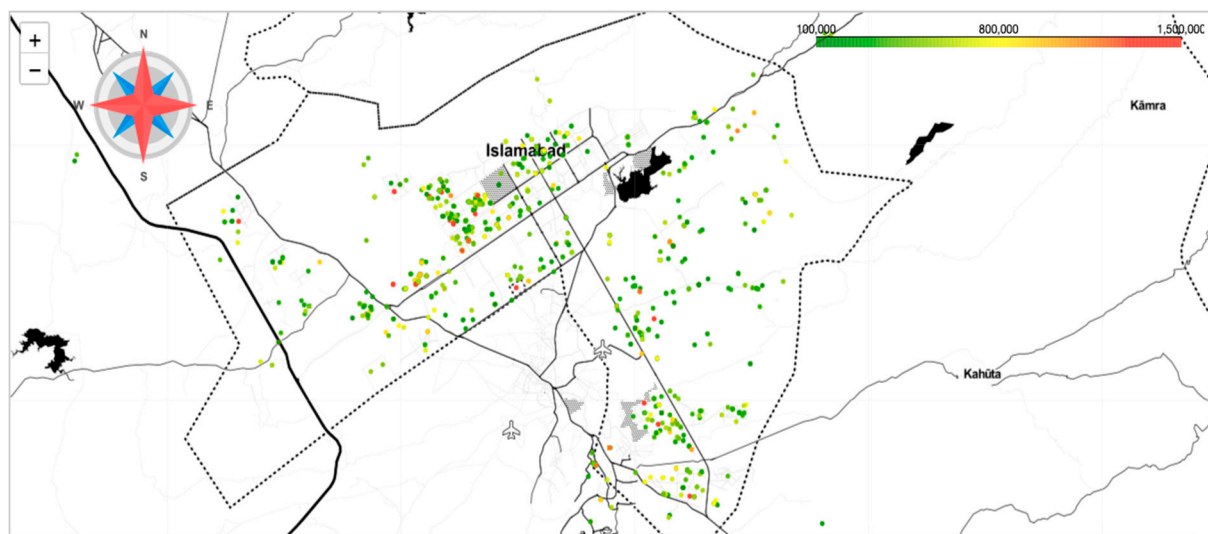 +
−
N
W
E
S
100,000
800,000
1,500,000
Islamabad
Kāmra
Kahūta